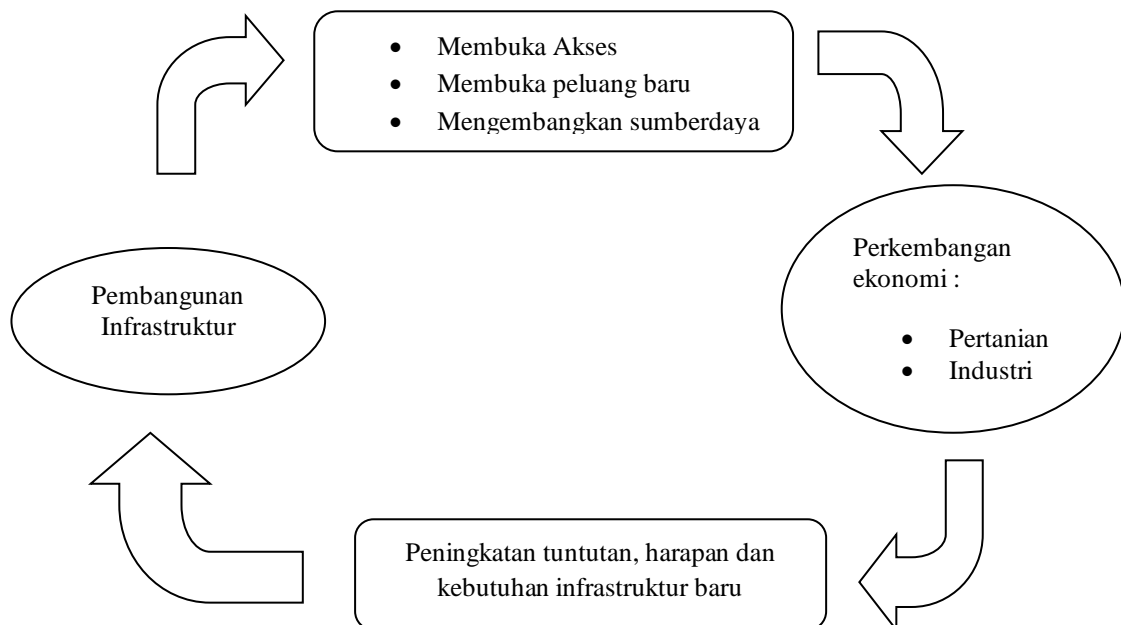 • Membuka Akses
• Membuka peluang baru
• Mengembangkan sumberdaya
Perkembangan
ekonomi :
• Pertanian
• Industri
Pembangunan
Infrastruktur
Peningkatan tuntutan, harapan dan
kebutuhan infrastruktur baru